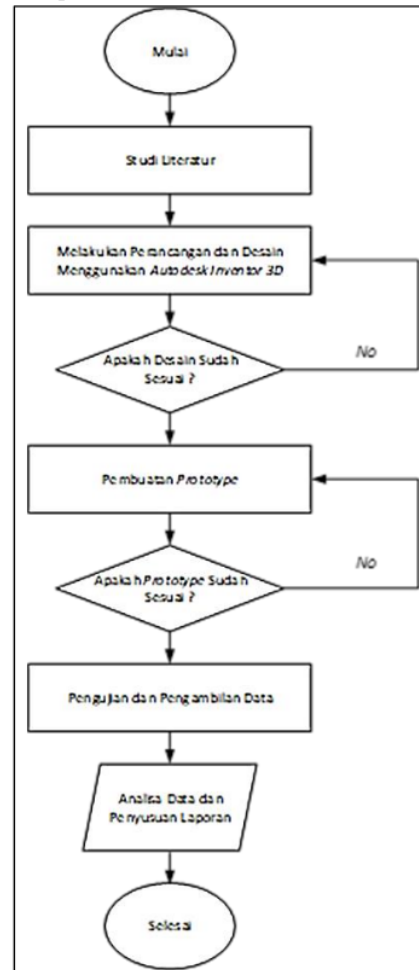 Mulai
Studi Literatur
Melakukan Perancangan dan Desain
Menggunakan Autodesk Inventor 3D
Apakah Desain Sudah
Sesuai ?
No
Pembuatan Prototype
Apakah Prototype Sudah
Sesuai ?
No
Pengujian dan Pengambilan Data
Analisa Data dan
Penyusuan Laporan
Selesai